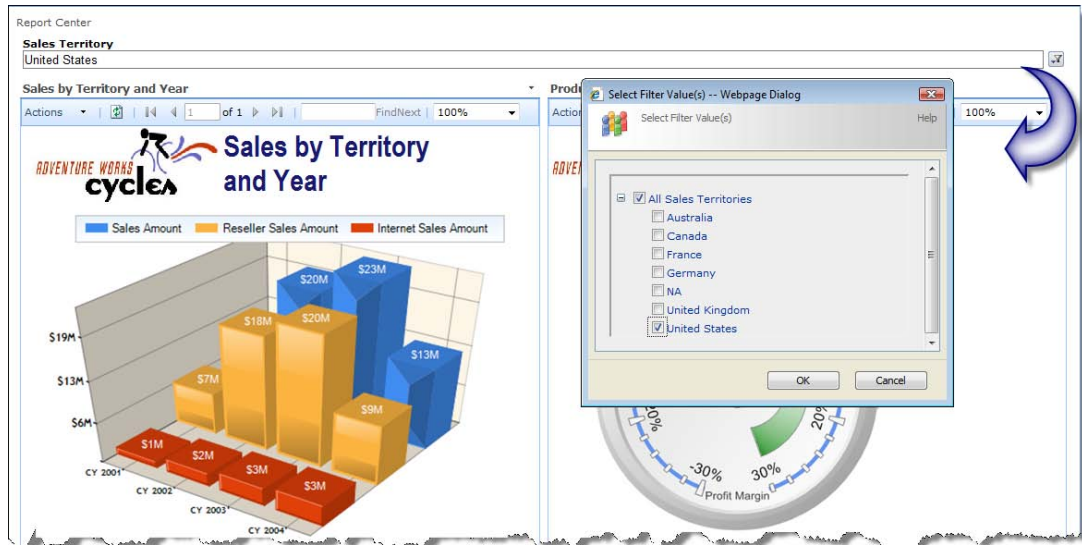 Report Center
Sales Territory
United States
Sales by Territory and Year
Actions
1
of 1
Find
Next
100%
ADVENTURE WORKS
cycles
Sales by Territory
and Year
Sales Amount
Reseller Sales Amount
Internet Sales Amount
$19M
$13M
$6M
$20M
$23M
$13M
$18M
$20M
$7M
$9M
$1M
$2M
$3M
$3M
CY 2001
CY 2002
CY 2003
CY 2004
100%
Select Filter Value(s) -- Webpage Dialog
Select Filter Value(s)
Help
All Sales Territories
Australia
Canada
France
Germany
NA
United Kingdom
United States
OK
Cancel
20%
-30%
30%
Profit Margin